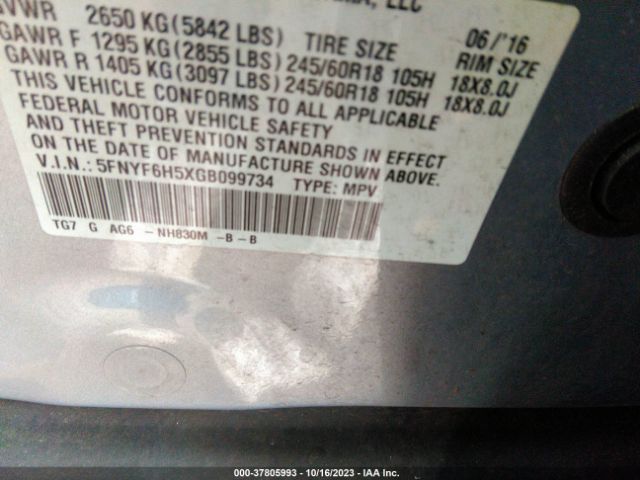 LLC
GVWR 2650 KG (5842 LBS) TIRE SIZE 06/'16
GAWR F 1295 KG (2855 LBS) 245/60R18 105H RIM SIZE 18X8.0J
GAWR R 1405 KG (3097 LBS) 245/60R18 105H 18X8.0J
THIS VEHICLE CONFORMS TO ALL APPLICABLE
FEDERAL MOTOR VEHICLE SAFETY
AND THEFT PREVENTION STANDARDS IN EFFECT
ON THE DATE OF MANUFACTURE SHOWN ABOVE.
V.I.N.: 5FNYF6H5XGB099734 TYPE: MPV
TG7 G AG6 - NH830M - B - B
000-37805993 | 10/16/2023 | IAA Inc.